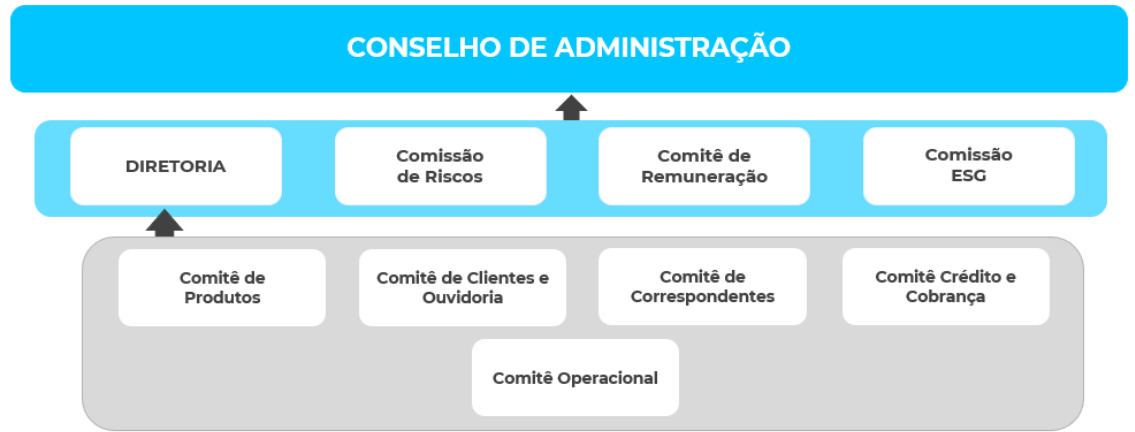 CONSELHO DE ADMINISTRAÇÃO
DIRETORIA
Comissão
de Riscos
Comitê de
Remuneração
Comissão
ESG
Comitê de
Produtos
Comitê de Clientes e
Ouvidoria
Comitê de
Correspondentes
Comitê Crédito e
Cobrança
Comitê Operacional